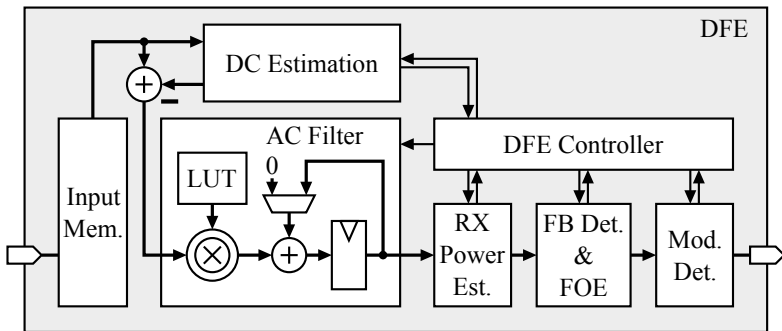 DFE
DC Estimation
+
−
AC Filter
DFE Controller
0
LUT
Input
Mem.
×
+
RX
Power
Est.
FB Det.
&
FOE
Mod.
Det.